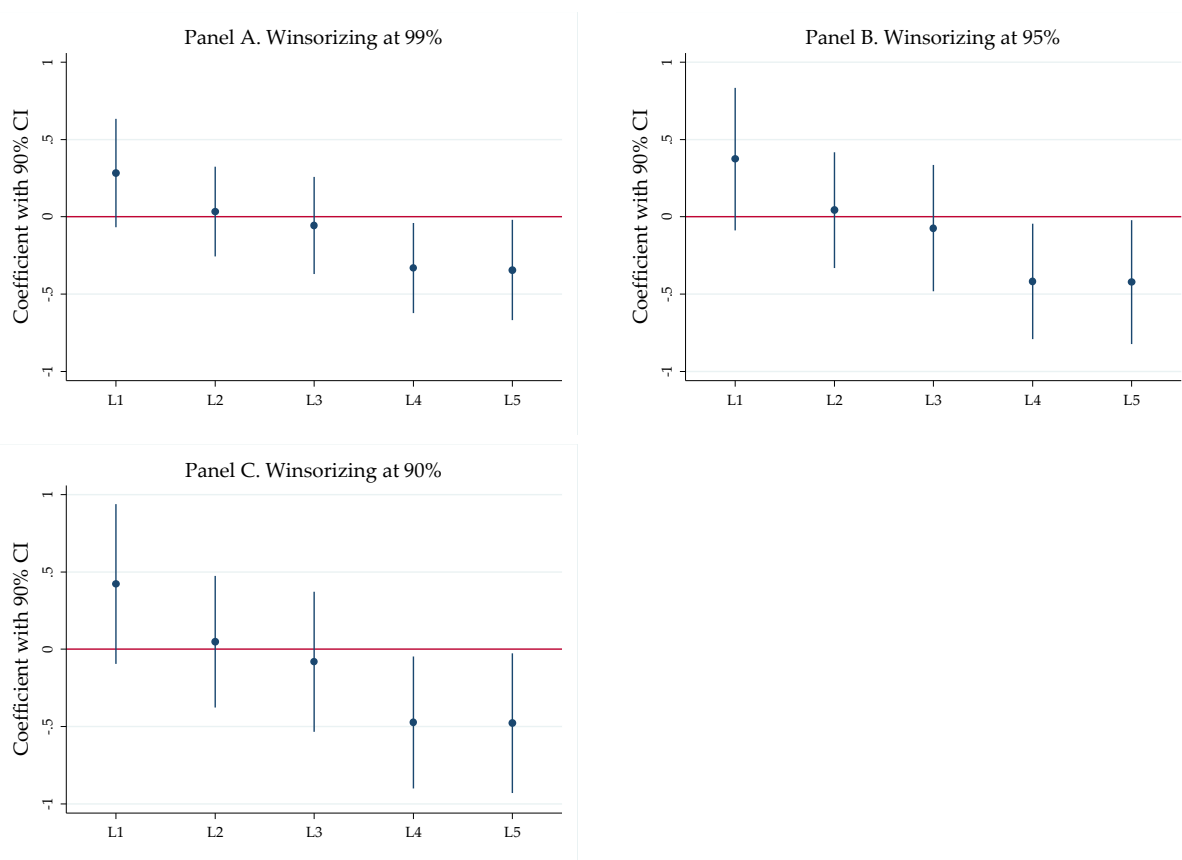 Panel A. Winsorizing at 99%
Coefficient with 90% CI
1
.5
0
-.5
-1
L1 L2 L3 L4 L5
Panel B. Winsorizing at 95%
Coefficient with 90% CI
1
.5
0
-.5
-1
L1 L2 L3 L4 L5
Panel C. Winsorizing at 90%
Coefficient with 90% CI
1
.5
0
-.5
-1
L1 L2 L3 L4 L5